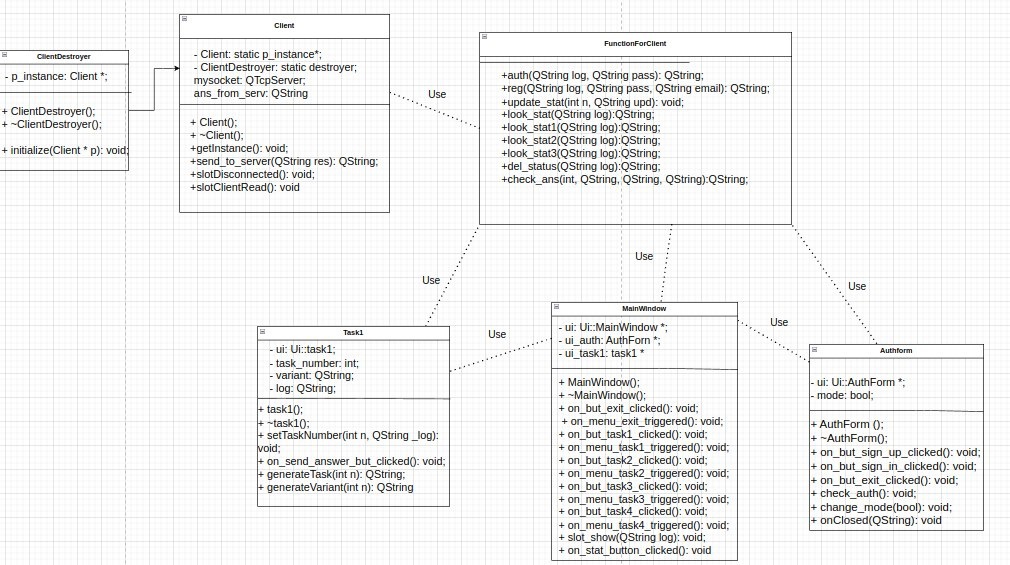 ClientDestroyer
- p_instance: Client *;
+ ClientDestroyer();
+ ~ClientDestroyer();
+ initialize(Client * p): void;
Client
- Client: static p_instance*;
- ClientDestroyer: static destroyer;
mysocket: QTcpServer;
ans_from_serv: QString
+ Client();
+ ~Client();
+getInstance(): void;
+send_to_server(QString res): QString;
+slotDisconnected(): void;
+slotClientRead(): void
Use
FunctionForClient
+auth(QString log, QString pass): QString;
+reg(QString log, QString pass, QString email): QString;
+update_stat(int n, QString upd): void;
+look_stat(QString log):QString;
+look_stat1(QString log):QString;
+look_stat2(QString log):QString;
+look_stat3(QString log):QString;
+del_status(QString log):QString;
+check_ans(int, QString, QString, QString):QString;
Use
Use
Use
Task1
- ui: Ui::task1;
- task_number: int;
- variant: QString;
- log: QString;
+ task1();
+ ~task1();
+ setTaskNumber(int n, QString _log):
void;
+ on_send_answer_but_clicked(): void;
+ generateTask(int n): QString;
+ generateVariant(int n): QString
Use
MainWindow
- ui: Ui::MainWindow *;
- ui_auth: AuthForn *;
- ui_task1: task1 *
+ MainWindow();
+ ~MainWindow();
+ on_but_exit_clicked(): void;
+ on_menu_exit_triggered(): void;
+ on_but_task1_clicked(): void;
+ on_menu_task1_triggered(): void;
+ on_but_task2_clicked(): void;
+ on_menu_task2_triggered(): void;
+ on_but_task3_clicked(): void;
+ on_menu_task3_triggered(): void;
+ on_but_task4_clicked(): void;
+ on_menu_task4_triggered(): void;
+ slot_show(QString log): void;
+ on_stat_button_clicked(): void
Use
Authform
- ui: Ui::AuthForm *;
- mode: bool;
+ AuthForm ();
+ ~AuthForm();
+ on_but_sign_up_clicked(): void;
+ on_but_sign_in_clicked(): void;
+ on_but_exit_clicked(): void;
+ check_auth(): void;
+ change_mode(bool): void;
+ onClosed(QString): void